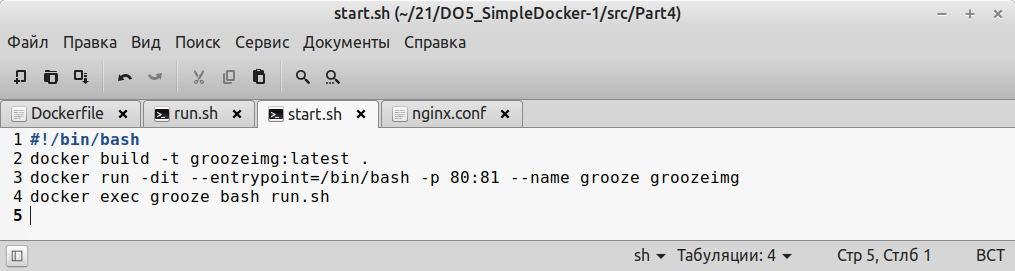 start.sh (~/21/DO5_SimpleDocker-1/src/Part4)
Файл Правка Вид Поиск Сервис Документы Справка
Dockerfile run.sh start.sh nginx.conf
1 #!/bin/bash
2 docker build -t groozeimg:latest .
3 docker run -dit --entrypoint=/bin/bash -p 80:81 --name grooze groozeimg
4 docker exec grooze bash run.sh
5
sh Табуляции: 4 Стр 5, Стлб 1 ВСТ